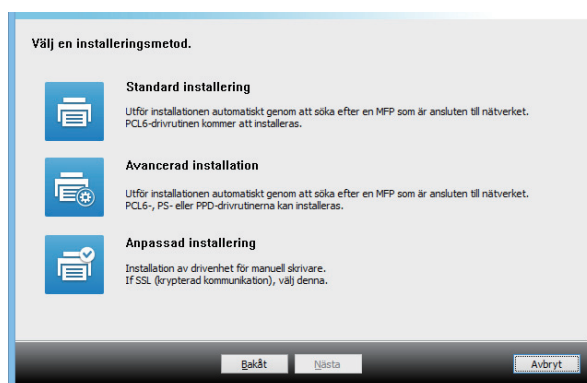 Välj en installeringsmetod.
Standard installering
Utför installationen automatiskt genom att söka efter en MFP som är ansluten till nätverket.
PCL6-drivrutinen kommer att installeras.
Avancerad installation
Utför installationen automatiskt genom att söka efter en MFP som är ansluten till nätverket.
PCL6-, PS- eller PPD-drivrutinerna kan installeras.
Anpassad installering
Installation av drivenhet för manuell skrivare.
If SSL (krypterad kommunikation), välj denna.
Bakåt Nästa Avbryt